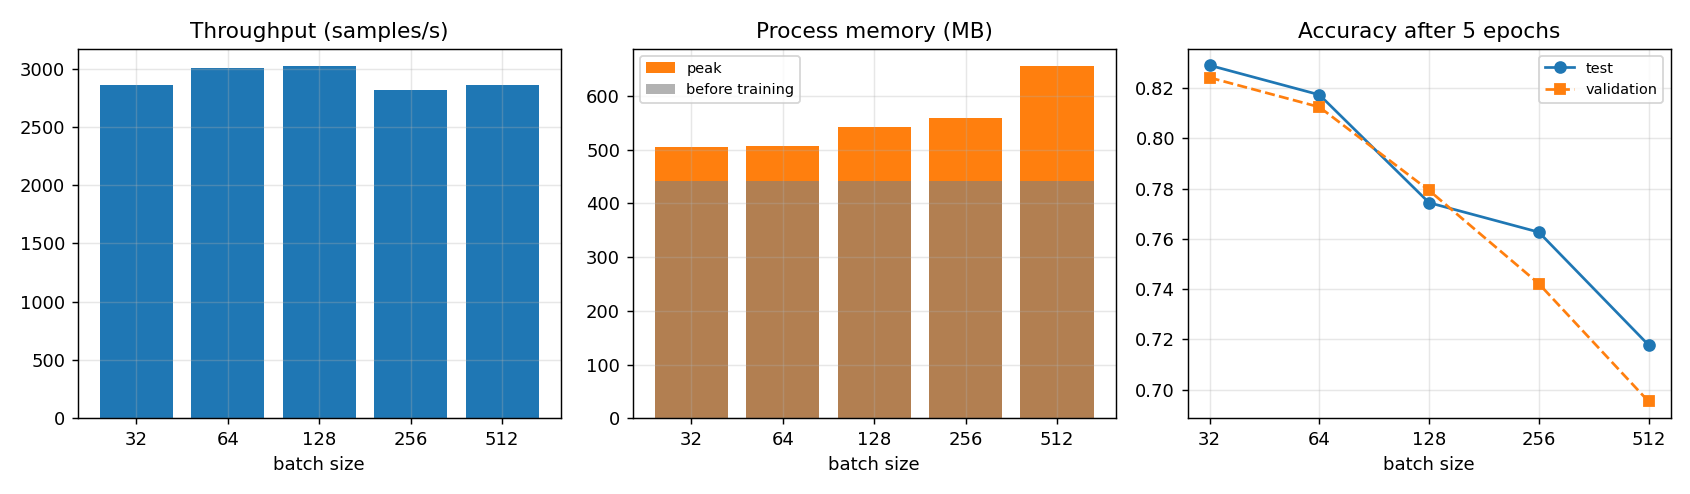 Throughput (samples/s)
3000
2500
2000
1500
1000
500
0
32 64 128 256 512
batch size
Process memory (MB)
peak
before training
600
500
400
300
200
100
0
32 64 128 256 512
batch size
Accuracy after 5 epochs
test
validation
0.82
0.80
0.78
0.76
0.74
0.72
0.70
32 64 128 256 512
batch size